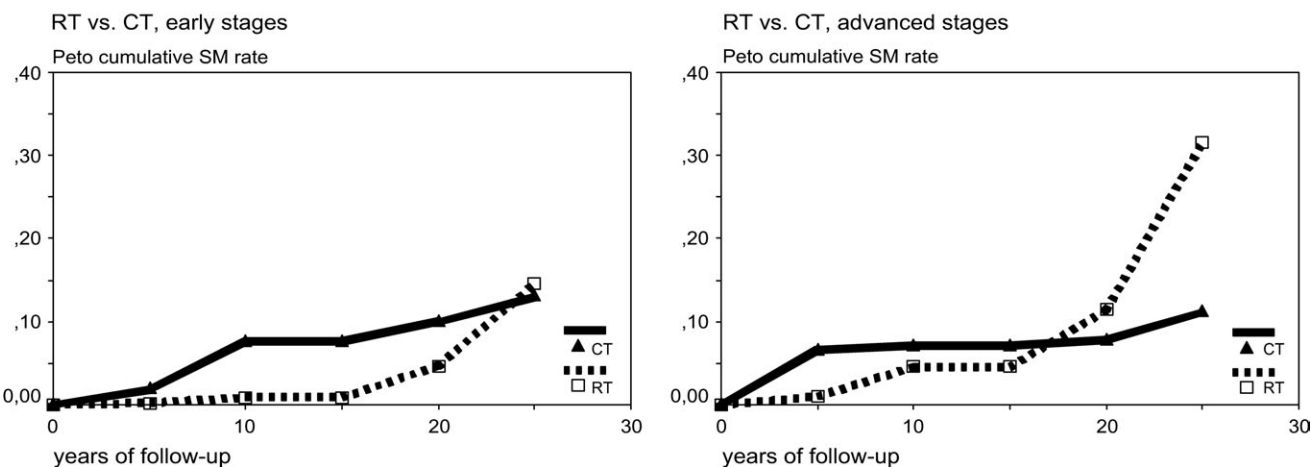 RT vs. CT, early stages
Peto cumulative SM rate
,40
,30
,20
,10
0,00
0
10
20
30
years of follow-up
CT
RT
RT vs. CT, advanced stages
Peto cumulative SM rate
,40
,30
,20
,10
0,00
0
10
20
30
years of follow-up
CT
RT